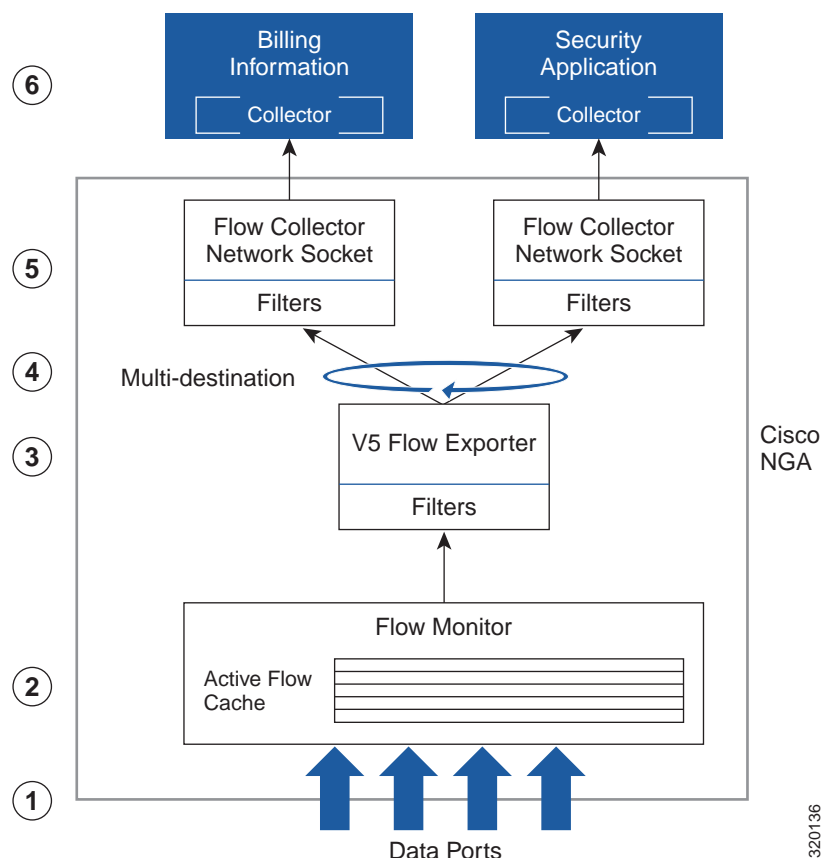 Billing
Information
Collector
Security
Application
Collector
6
Flow Collector
Network Socket
Filters
Flow Collector
Network Socket
Filters
5
4
Multi-destination
3
V5 Flow Exporter
Filters
Cisco
NGA
Flow Monitor
2
Active Flow
Cache
1
Data Ports
320136